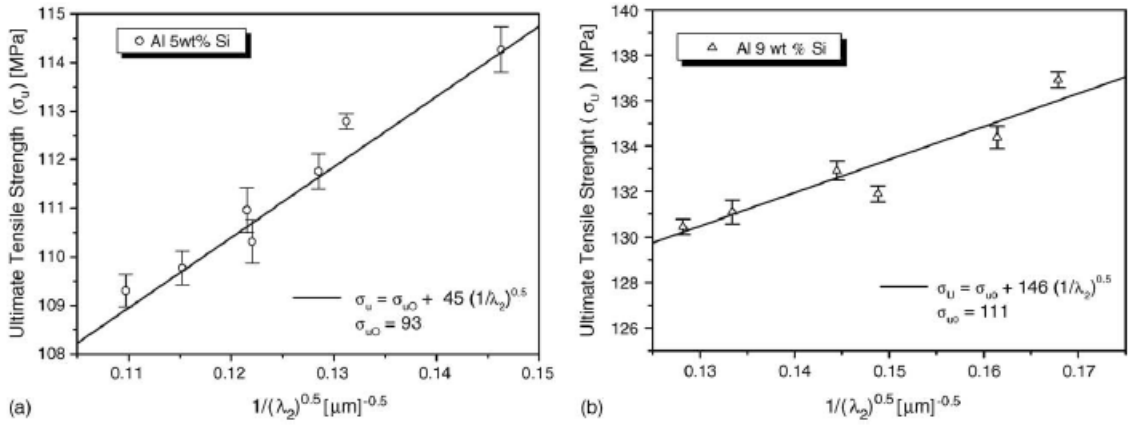 115
114
113
112
111
110
109
108
Ultimate Tensile Strength (σu) [MPa]
Al 5wt% Si
σu = σuO + 45 (1/λ2)^0.5
σuO = 93
0.11 0.12 0.13 0.14 0.15
(a)
1/(λ2)^0.5 [μm]^-0.5
140
138
136
134
132
130
128
126
Ultimate Tensile Strenght (σU) [MPa]
Al 9 wt % Si
σU = σu0 + 146 (1/λ2)^0.5
σu0 = 111
0.13 0.14 0.15 0.16 0.17
(b)
1/(λ2)^0.5 [μm]^-0.5